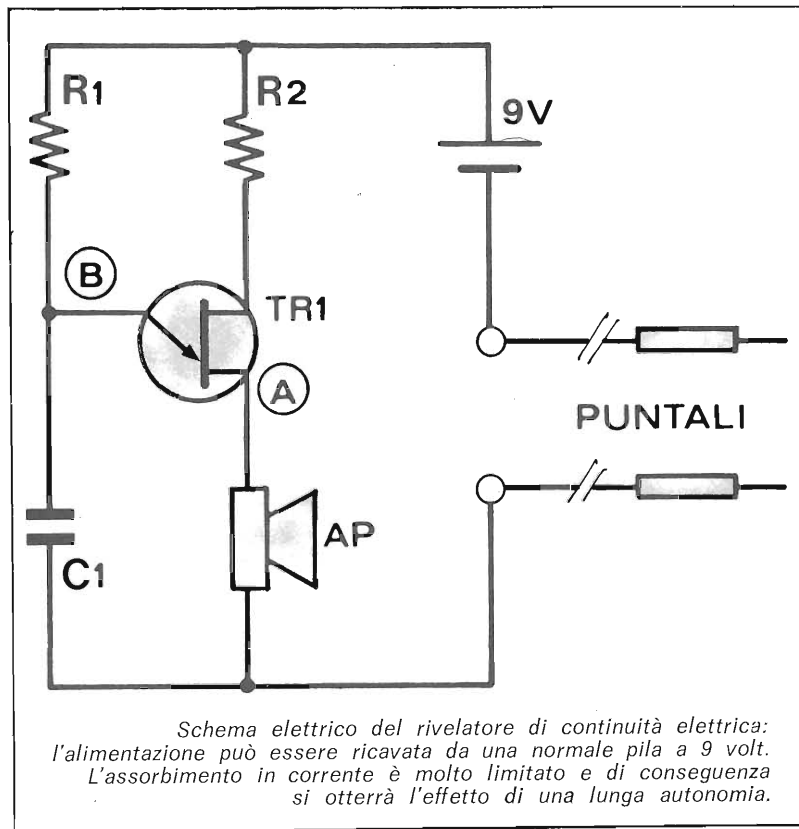 R1
R2
9V
B
TR1
A
PUNTALI
AP
C1
Schema elettrico del rivelatore di continuità elettrica:
l'alimentazione può essere ricavata da una normale pila a 9 volt.
L'assorbimento in corrente è molto limitato e di conseguenza
si otterrà l'effetto di una lunga autonomia.